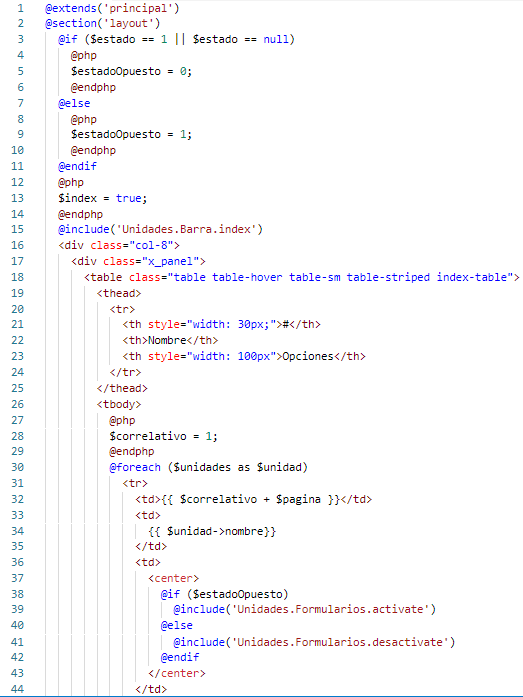 1 @extends('principal')
2 @section('layout')
3 @if ($estado == 1 || $estado == null)
4 @php
5 $estadoOpuesto = 0;
6 @endphp
7 @else
8 @php
9 $estadoOpuesto = 1;
10 @endphp
11 @endif
12 @php
13 $index = true;
14 @endphp
15 @include('Unidades.Barra.index')
16 <div class="col-8">
17 <div class="x_panel">
18 <table class="table table-hover table-sm table-striped index-table">
19 <thead>
20 <tr>
21 <th style="width: 30px;">#</th>
22 <th>Nombre</th>
23 <th style="width: 100px">Opciones</th>
24 </tr>
25 </thead>
26 <tbody>
27 @php
28 $correlativo = 1;
29 @endphp
30 @foreach ($unidades as $unidad)
31 <tr>
32 <td>{{ $correlativo + $pagina }}</td>
33 <td>
34 {{ $unidad->nombre}}
35 </td>
36 <td>
37 <center>
38 @if ($estadoOpuesto)
39 @include('Unidades.Formularios.activate')
40 @else
41 @include('Unidades.Formularios.desactivate')
42 @endif
43 </center>
44 </td>